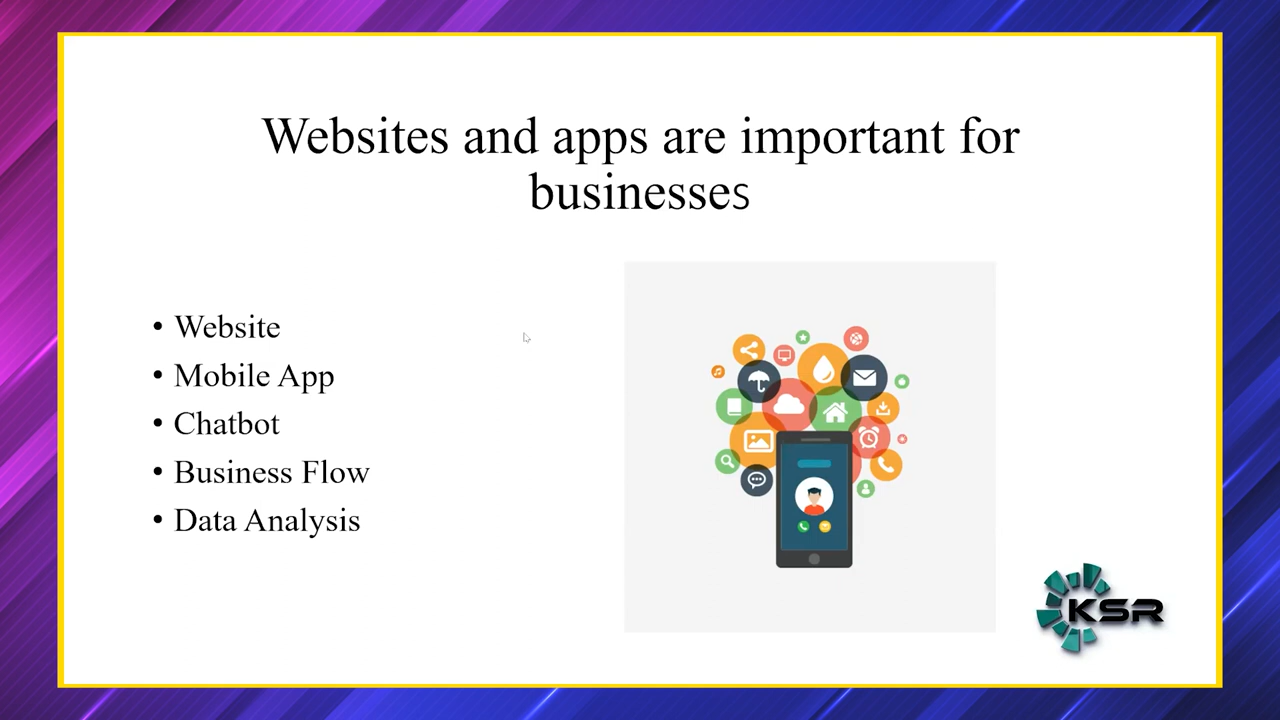 Websites and apps are important for
businesses
• Website
• Mobile App
• Chatbot
• Business Flow
• Data Analysis
KSR